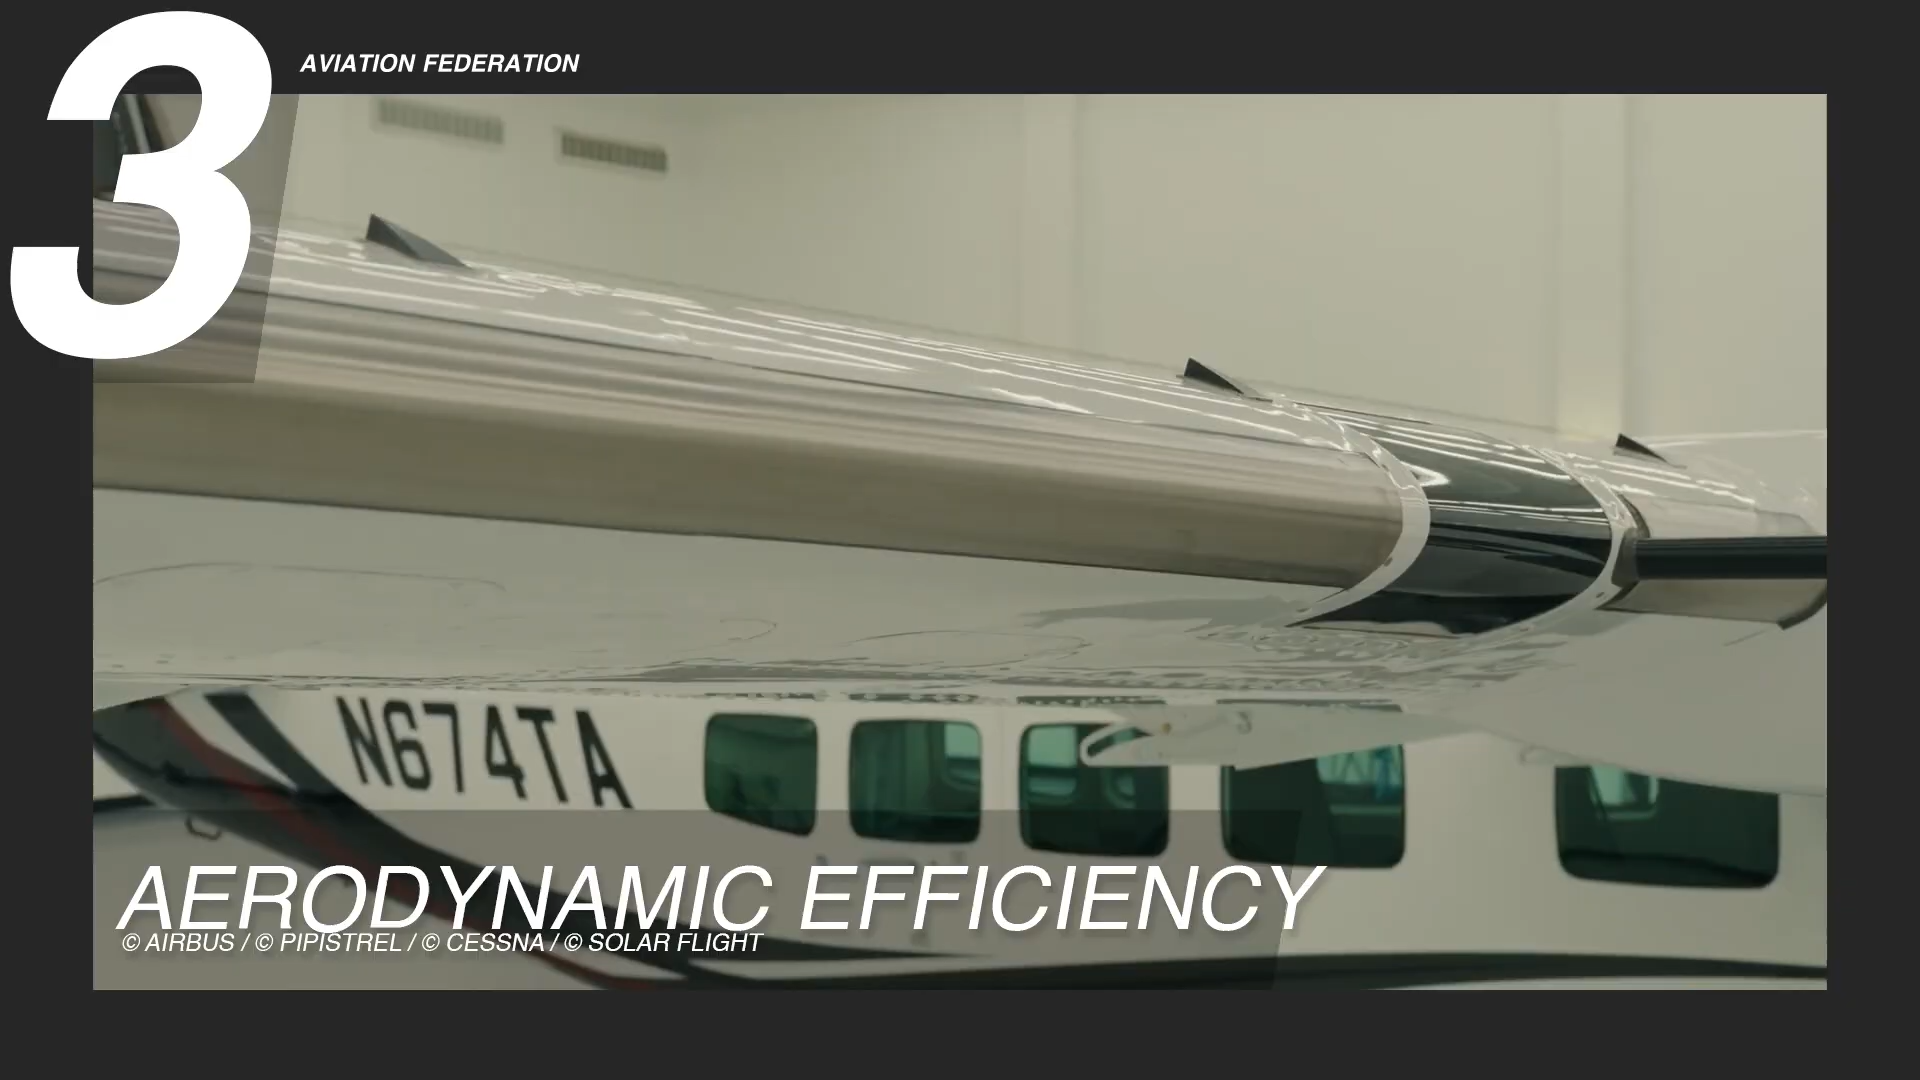 3
AVIATION FEDERATION
N674TA
AERODYNAMIC EFFICIENCY
© AIRBUS / © PIPISTREL / © CESSNA / © SOLAR FLIGHT